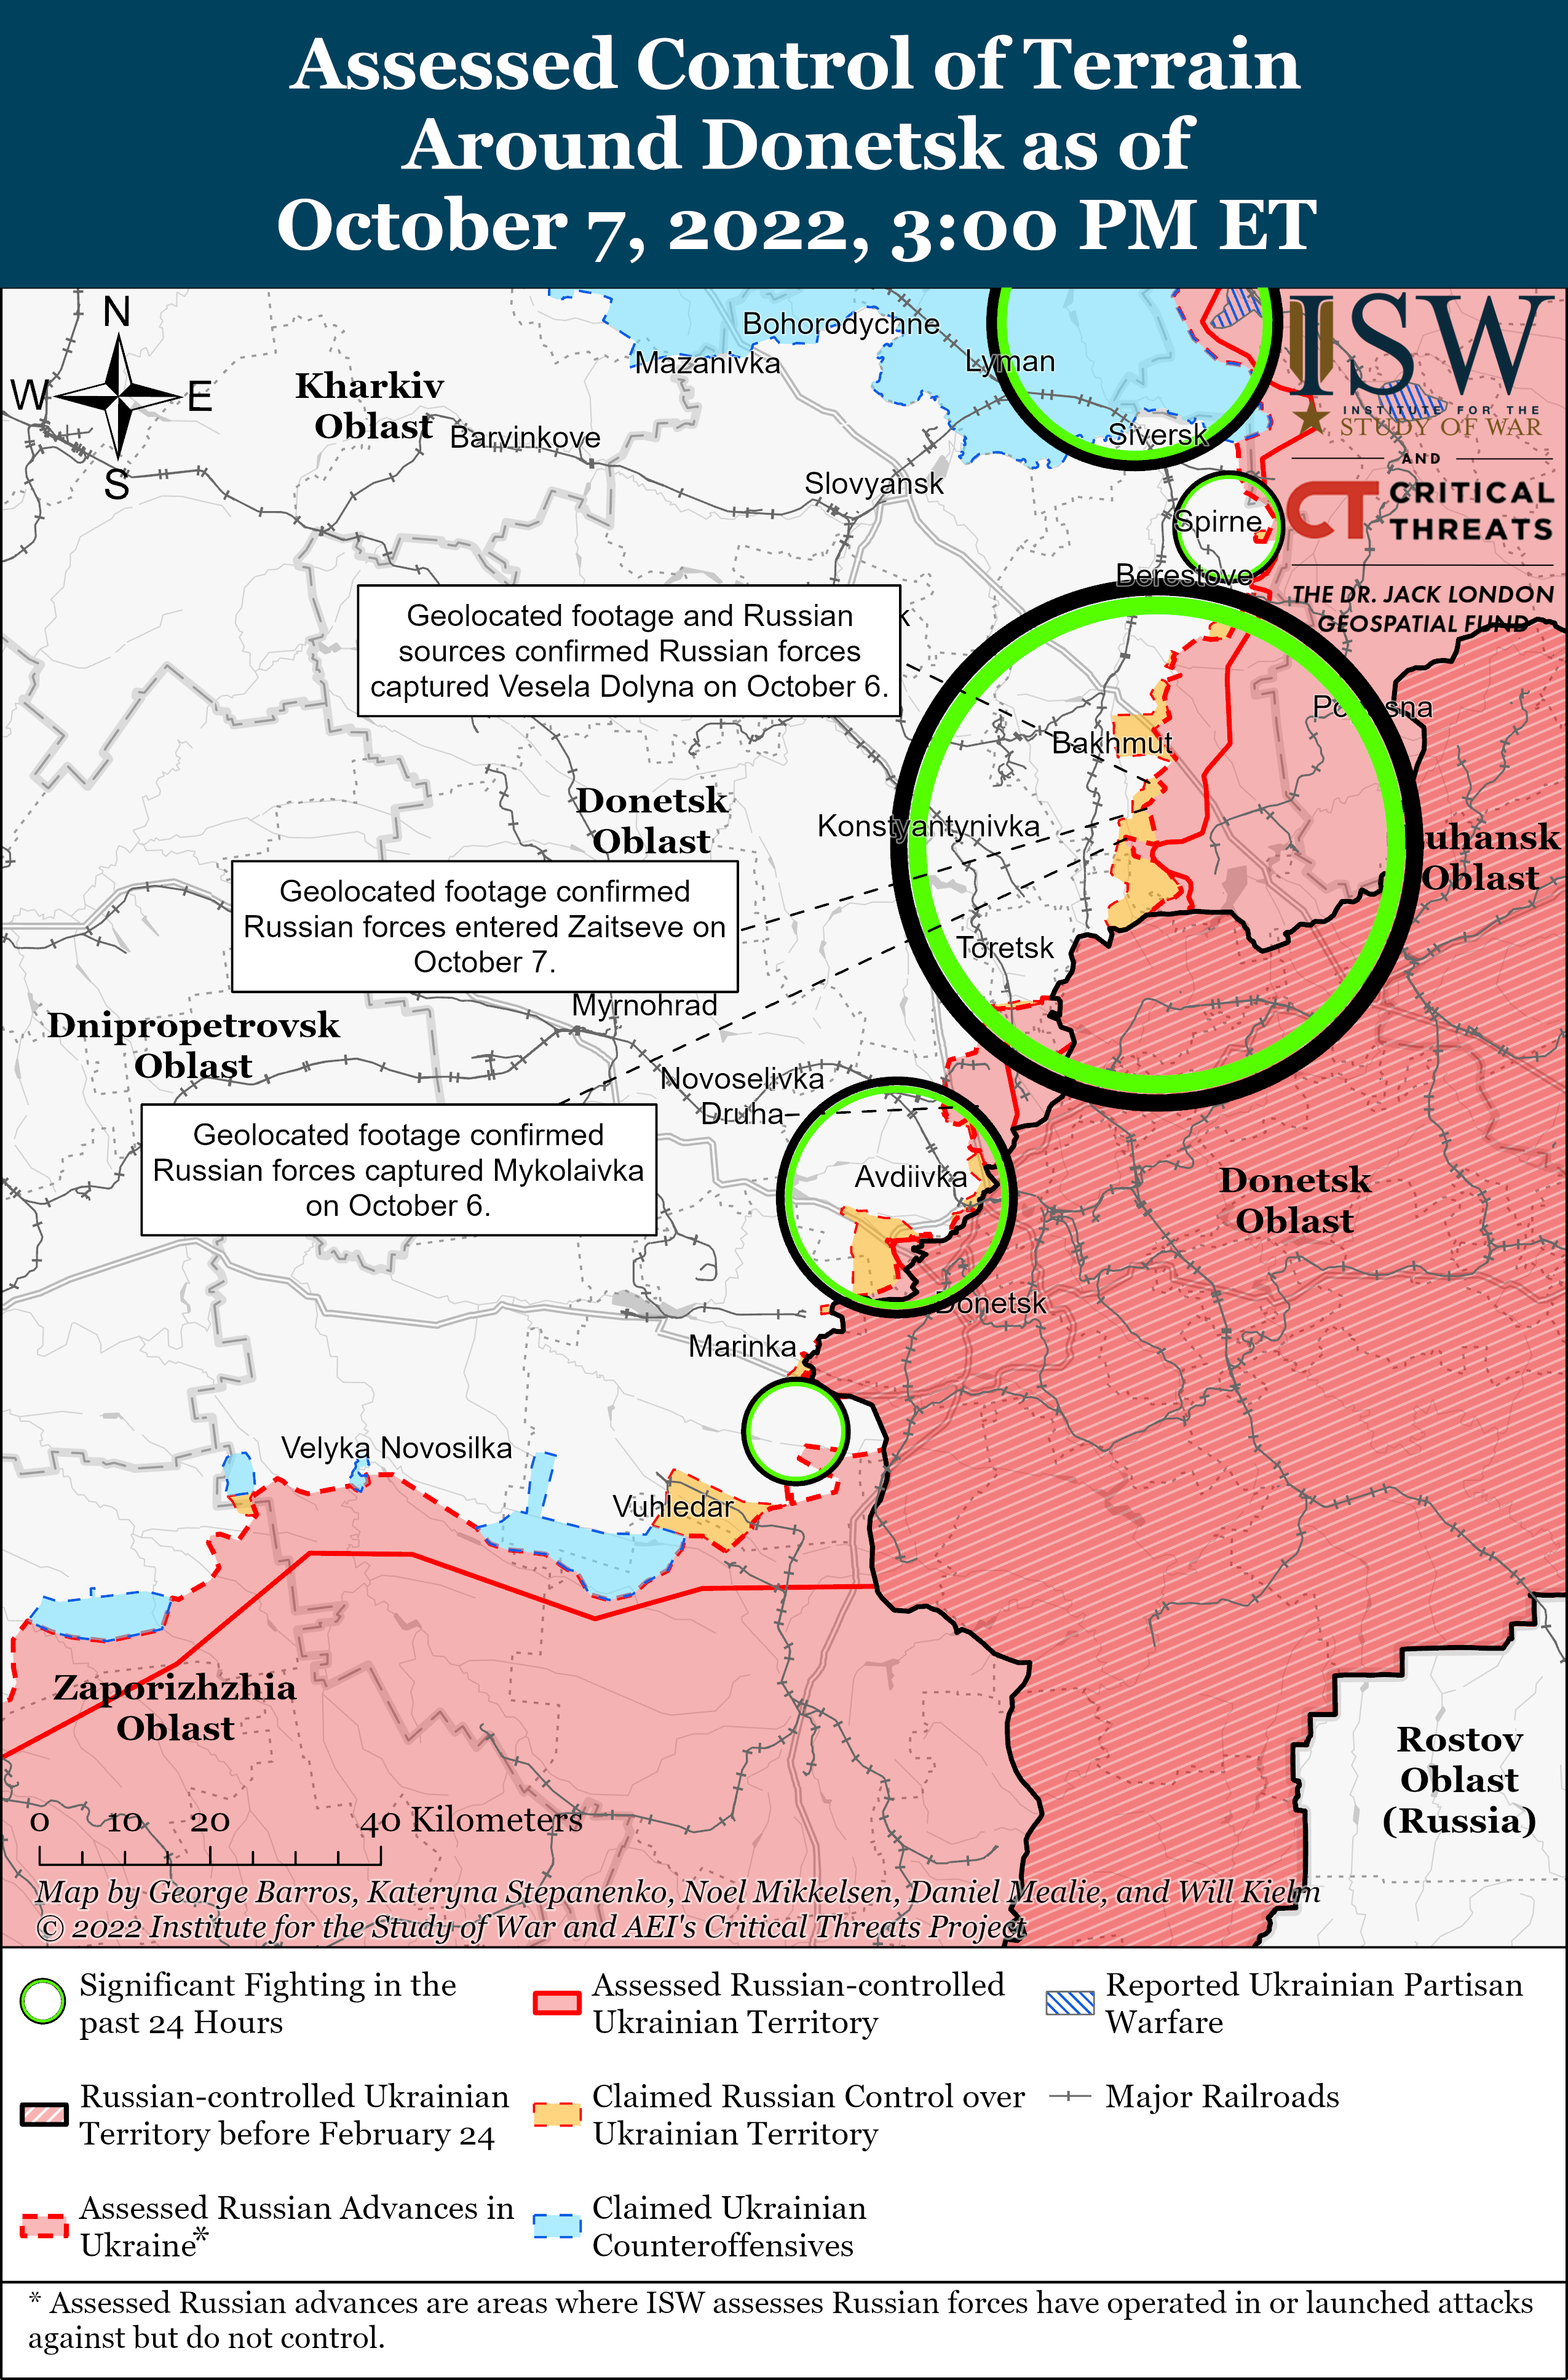 Assessed Control of Terrain
Around Donetsk as of
October 7, 2022, 3:00 PM ET
N
W
E
S
Kharkiv
Oblast
Barvinkove
Bohorodychne
Mazanivka
Lyman
Siversk
Slovyansk
Spirne
Berestove
ISW
INSTITUTE FOR THE
STUDY OF WAR
AND
CT CRITICAL
THREATS
THE DR. JACK LONDON
GEOSPATIAL FUND
Geolocated footage and Russian
sources confirmed Russian forces
captured Vesela Dolyna on October 6.
k
Bakhmut
Donetsk
Oblast
Konstyantynivka
uhansk
Oblast
Geolocated footage confirmed
Russian forces entered Zaitseve on
October 7.
Toretsk
Myrnohrad
Dnipropetrovsk
Oblast
Novoselivka
Druha
Geolocated footage confirmed
Russian forces captured Mykolaivka
on October 6.
Avdiivka
Donetsk
Oblast
Donetsk
Marinka
Velyka Novosilka
Vuhledar
Zaporizhzhia
Oblast
Rostov
Oblast
(Russia)
0 10 20 40 Kilometers
Map by George Barros, Kateryna Stepanenko, Noel Mikkelsen, Daniel Mealie, and Will Kielm
© 2022 Institute for the Study of War and AEI's Critical Threats Project
Significant Fighting in the
past 24 Hours
Assessed Russian-controlled
Ukrainian Territory
Reported Ukrainian Partisan
Warfare
Russian-controlled Ukrainian
Territory before February 24
Claimed Russian Control over
Ukrainian Territory
Major Railroads
Assessed Russian Advances in
Ukraine*
Claimed Ukrainian
Counteroffensives
* Assessed Russian advances are areas where ISW assesses Russian forces have operated in or launched attacks
against but do not control.